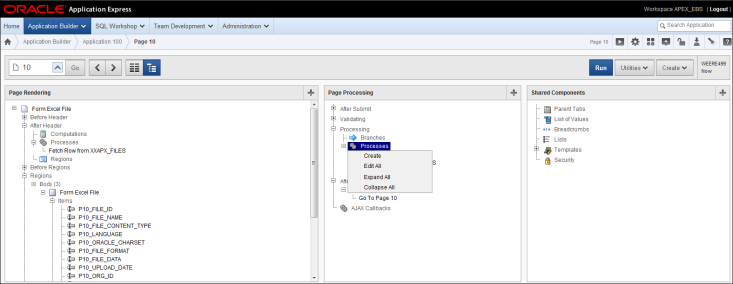 ORACLE Application Express
Workspace APEX_EBS ( Logout )
Home Application Builder SQL Workshop Team Development Administration
Search Application
Application Builder Application 190 Page 10
Page 10
10 Go
Run Utilities Create
WEERE499
Now
Page Rendering
Form Excel File
Before Header
After Header
Computations
Processes
Fetch Row from XXAPX_FILES
Regions
Before Regions
Regions
Body (3)
Form Excel File
Items
P10_FILE_ID
P10_FILE_NAME
P10_FILE_CONTENT_TYPE
P10_LANGUAGE
P10_ORACLE_CHARSET
P10_FILE_FORMAT
P10_FILE_DATA
P10_UPLOAD_DATE
P10_ORG_ID
Page Processing
After Submit
Validating
Processing
Branches
Processes
Create
Edit All
Expand All
Collapse All
S
Af
Go To Page 10
AJAX Callbacks
Shared Components
Parent Tabs
List of Values
Breadcrumbs
Lists
Templates
Security